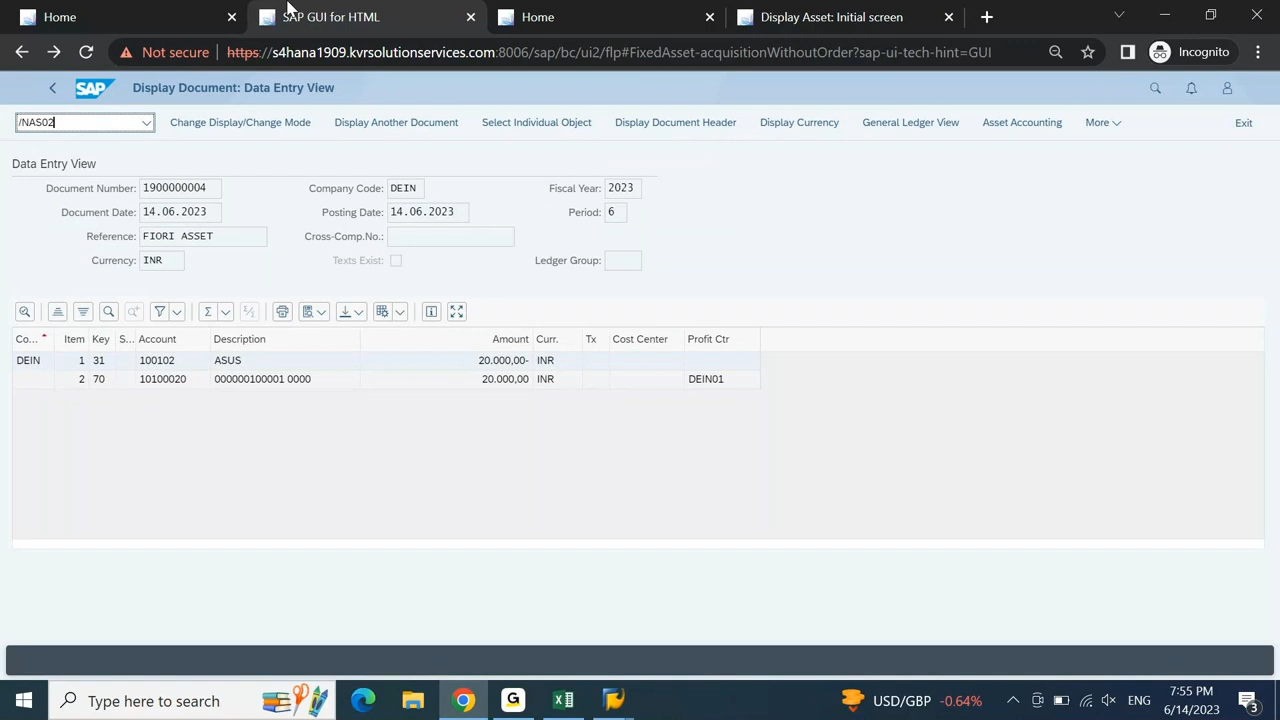 Home
SAP GUI for HTML
Home
Display Asset: Initial screen
Not secure https://s4hana1909.kvrsolutionservices.com:8006/sap/bc/ui2/flp#FixedAsset-acquisitionWithoutOrder?sap-ui-tech-hint=GUI Incognito
SAP Display Document: Data Entry View
/NAS02 Change Display/Change Mode Display Another Document Select Individual Object Display Document Header Display Currency General Ledger View Asset Accounting More Exit
Data Entry View
Document Number: 1900000004 Company Code: DEIN Fiscal Year: 2023
Document Date: 14.06.2023 Posting Date: 14.06.2023 Period: 6
Reference: FIORI ASSET Cross-Comp.No.:
Currency: INR Texts Exist: Ledger Group:
Co... Item Key S... Account Description Amount Curr. Tx Cost Center Profit Ctr
DEIN 1 31 100102 ASUS 20.000,00- INR
2 70 10100020 000000100001 0000 20.000,00 INR DEIN01
Type here to search
USD/GBP -0.64%
ENG
7:55 PM
6/14/2023
3